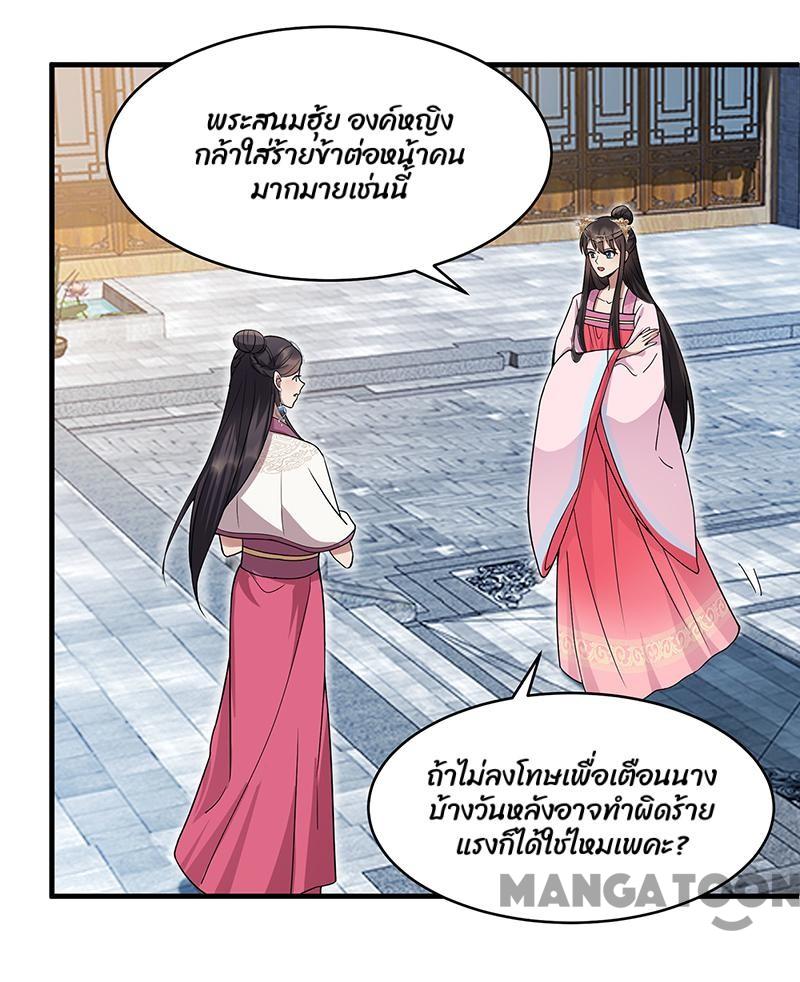 พระสนมฮุ้ย องค์หญิง
กล้าใส่ร้ายข้าต่อหน้าคน
มากมายเช่นนี้
ถ้าไม่ลงโทษเพื่อเตือนนาง
บ้างวันหลังอาจทำผิดร้าย
แรงก็ได้ใช่ไหมเพคะ?
MANGATOON